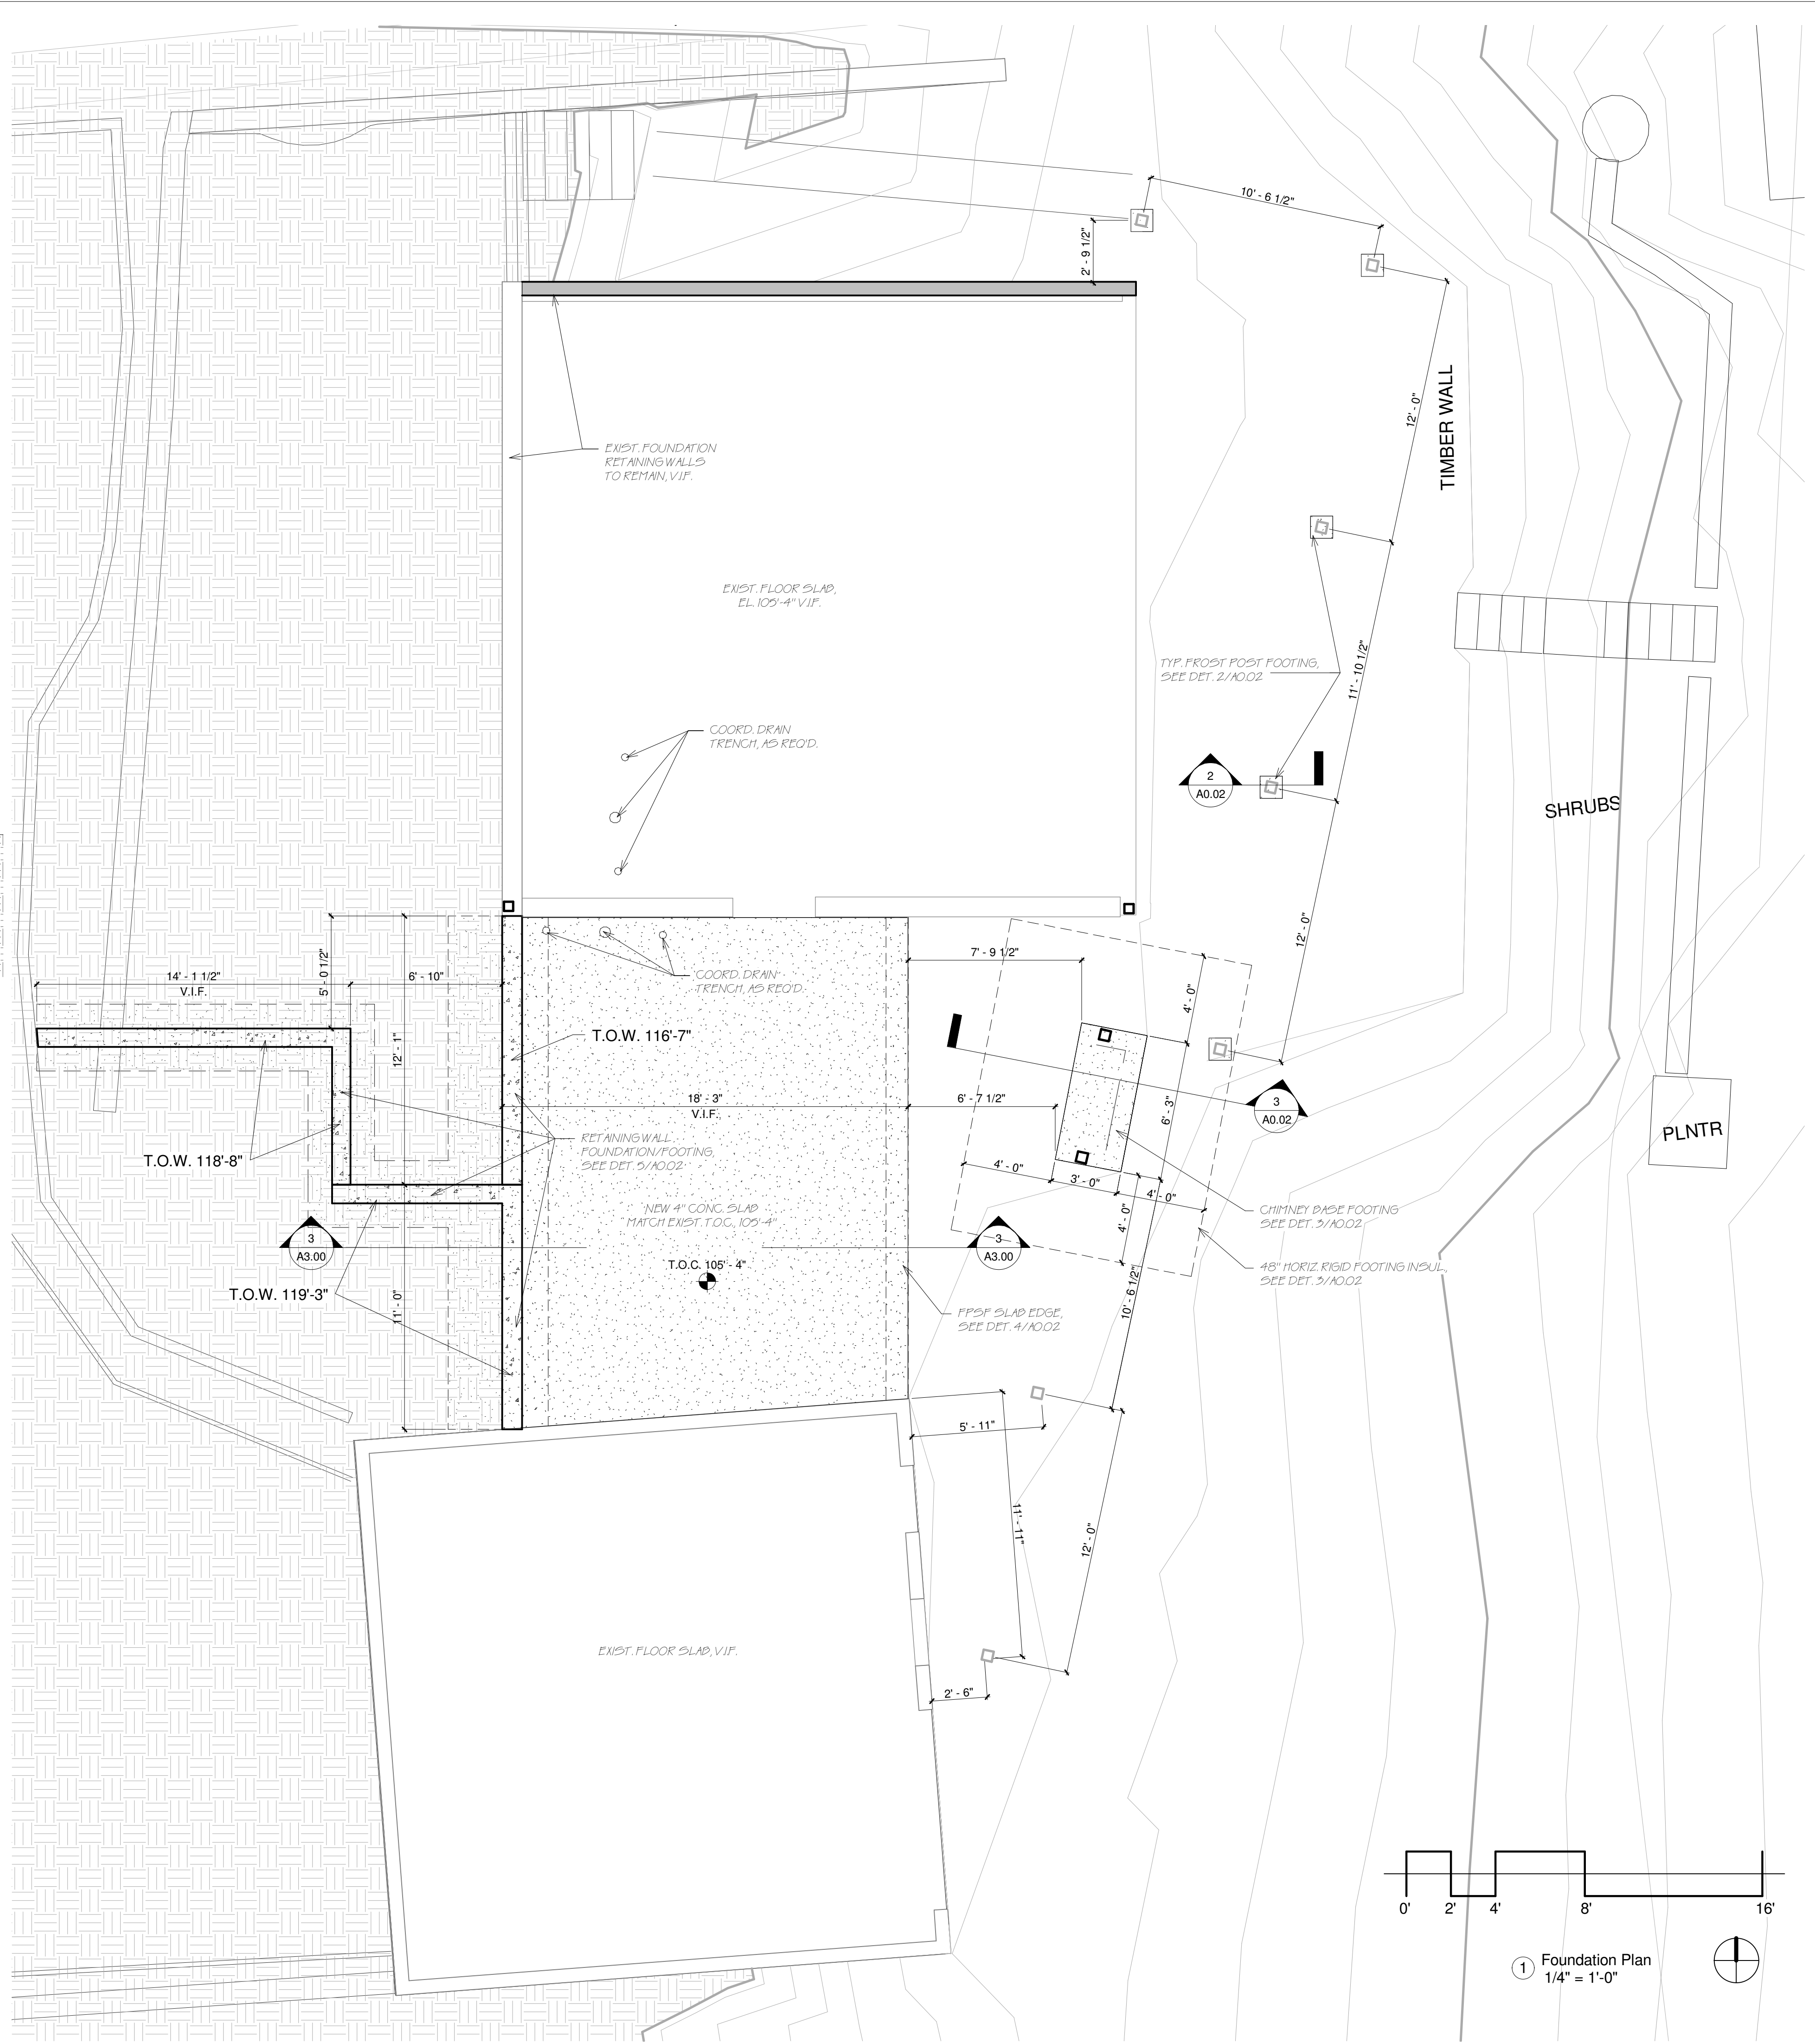 10' - 6 1/2"
2' - 9 1/2"
12' - 0"
TIMBER WALL
EXIST. FOUNDATION
RETAINING WALLS
TO REMAIN, V.I.F.
EXIST. FLOOR SLAB,
EL. 105'-4" V.I.F.
TYP. FROST POST FOOTING,
SEE DET. 2/A0.02
11' - 10 1/2"
COORD. DRAIN
TRENCH, AS REQ'D.
2
A0.02
SHRUBS
12' - 0"
14' - 1 1/2"
V.I.F.
5' - 0 1/2"
6' - 10"
COORD. DRAIN
TRENCH, AS REQ'D.
7' - 9 1/2"
4' - 0"
12' - 1"
T.O.W. 116'-7"
18' - 3"
V.I.F.
6' - 7 1/2"
6' - 3"
3
A0.02
PLNTR
T.O.W. 118'-8"
RETAINING WALL
FOUNDATION/FOOTING,
SEE DET. 5/A0.02
4' - 0"
3' - 0"
4' - 0"
4' - 0"
CHIMNEY BASE FOOTING
SEE DET. 3/A0.02
NEW 4" CONC. SLAB
MATCH EXIST. T.O.C. 105'-4"
3
A3.00
3
A3.00
T.O.C. 105' - 4"
48" HORIZ. RIGID FOOTING INSUL.,
SEE DET. 3/A0.02
T.O.W. 119'-3"
11' - 0"
10' - 6 1/2"
FPSF SLAB EDGE,
SEE DET. 4/A0.02
5' - 11"
11' - 11"
12' - 0"
EXIST. FLOOR SLAB, V.I.F.
2' - 6"
0'
2'
4'
8'
16'
1
Foundation Plan
1/4" = 1'-0"